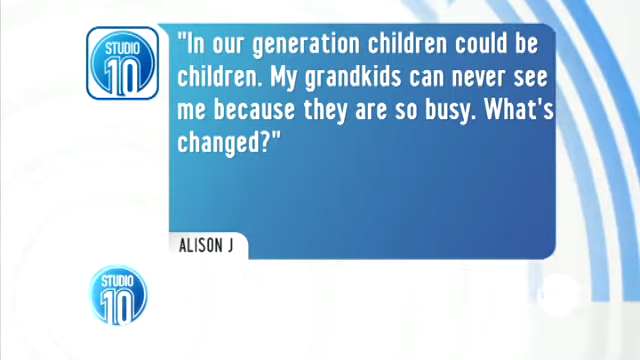 STUDIO
10
"In our generation children could be
children. My grandkids can never see
me because they are so busy. What's
changed?"
ALISON J
STUDIO
10